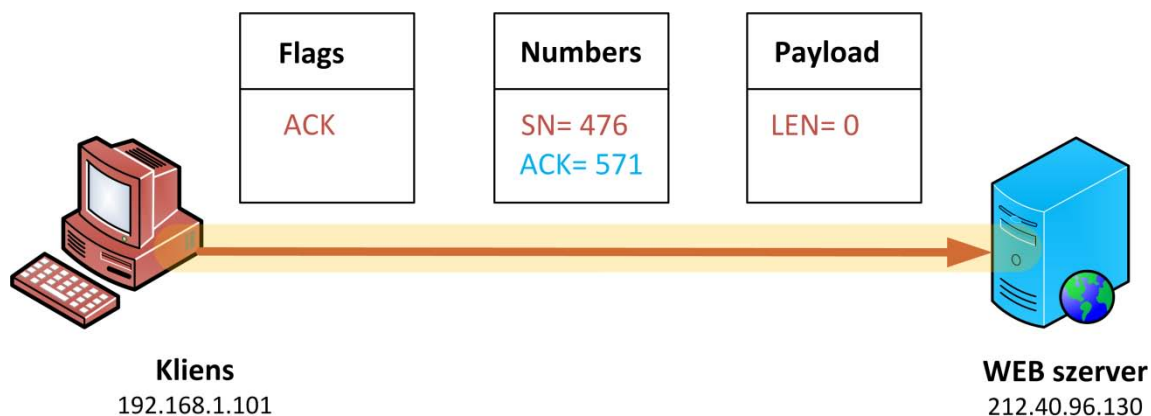 Flags
ACK
Numbers
SN= 476
ACK= 571
Payload
LEN= 0
Kliens
192.168.1.101
WEB szerver
212.40.96.130